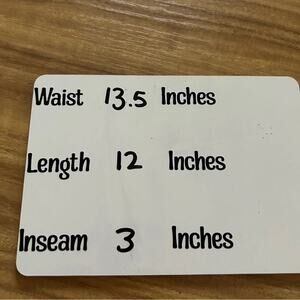 Waist 13.5 Inches
Length 12 Inches
Inseam 3 Inches